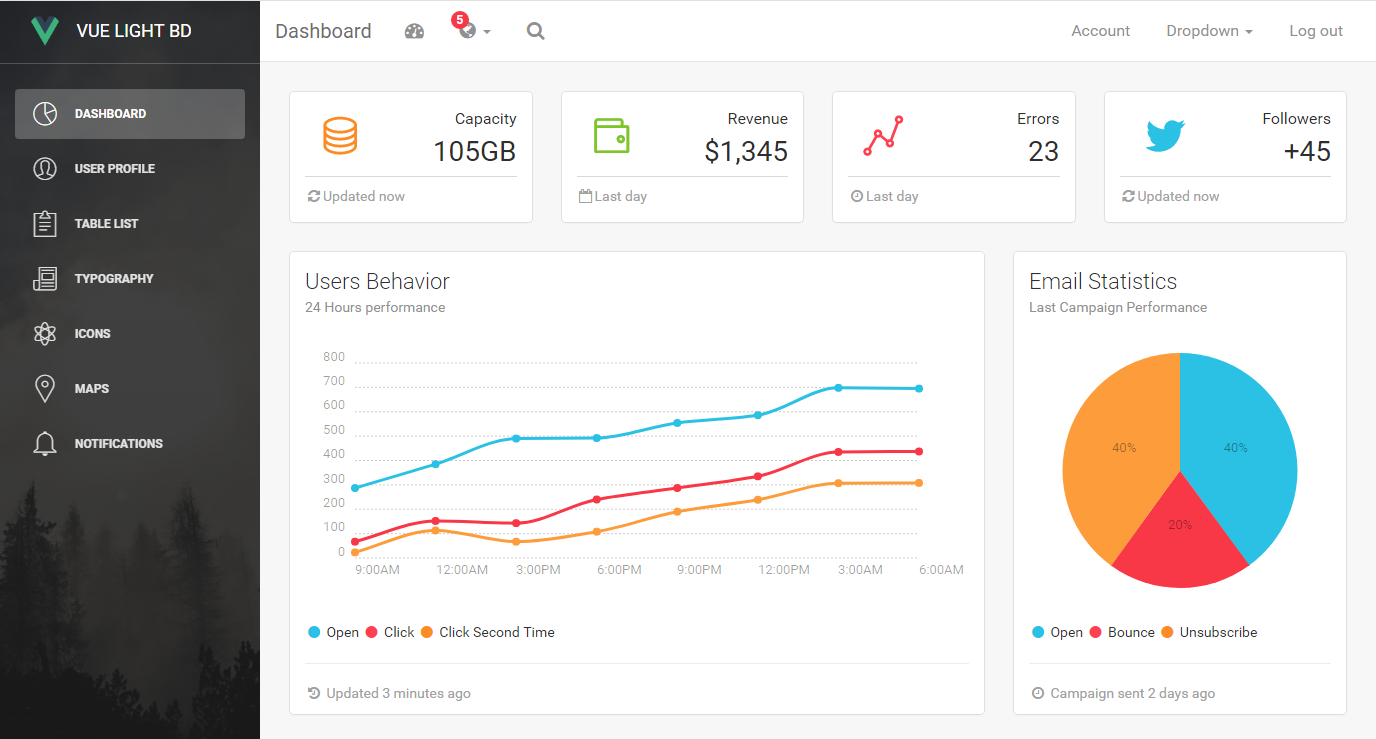 VUE LIGHT BD
DASHBOARD
USER PROFILE
TABLE LIST
TYPOGRAPHY
ICONS
MAPS
NOTIFICATIONS
Dashboard 5 Account Dropdown Log out
Capacity
105GB
Updated now
Revenue
$1,345
Last day
Errors
23
Last day
Followers
+45
Updated now
Users Behavior
24 Hours performance
800
700
600
500
400
300
200
100
0
9:00AM 12:00AM 3:00PM 6:00PM 9:00PM 12:00PM 3:00AM 6:00AM
Open Click Click Second Time
Updated 3 minutes ago
Email Statistics
Last Campaign Performance
40% 40%
20%
Open Bounce Unsubscribe
Campaign sent 2 days ago